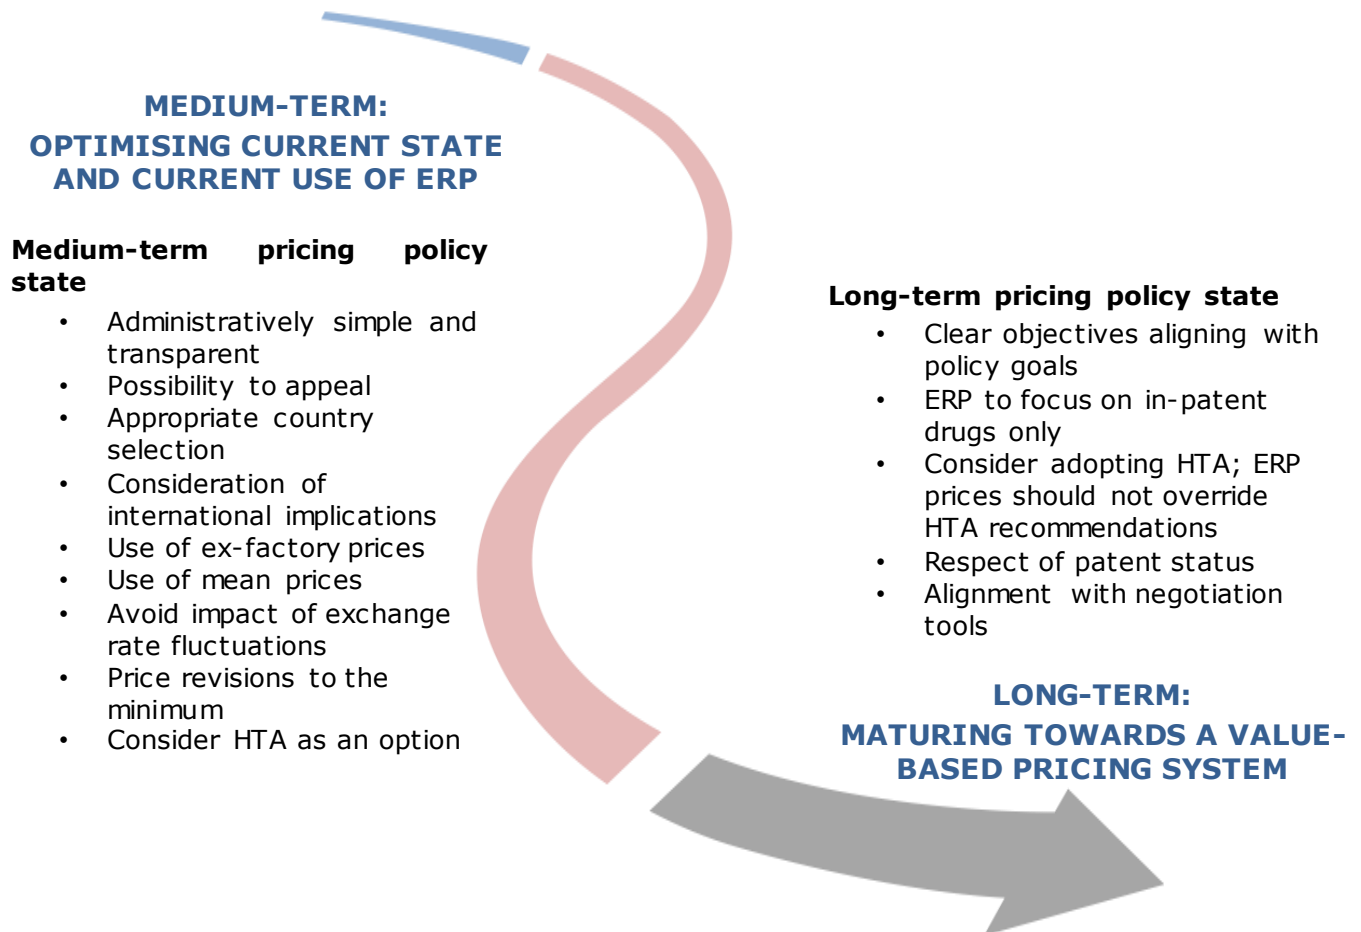 MEDIUM-TERM:
OPTIMISING CURRENT STATE
AND CURRENT USE OF ERP
Medium-term pricing policy
state
• Administratively simple and
transparent
• Possibility to appeal
• Appropriate country
selection
• Consideration of
international implications
• Use of ex-factory prices
• Use of mean prices
• Avoid impact of exchange
rate fluctuations
• Price revisions to the
minimum
• Consider HTA as an option
Long-term pricing policy state
• Clear objectives aligning with
policy goals
• ERP to focus on in-patent
drugs only
• Consider adopting HTA; ERP
prices should not override
HTA recommendations
• Respect of patent status
• Alignment with negotiation
tools
LONG-TERM:
MATURING TOWARDS A VALUE-
BASED PRICING SYSTEM